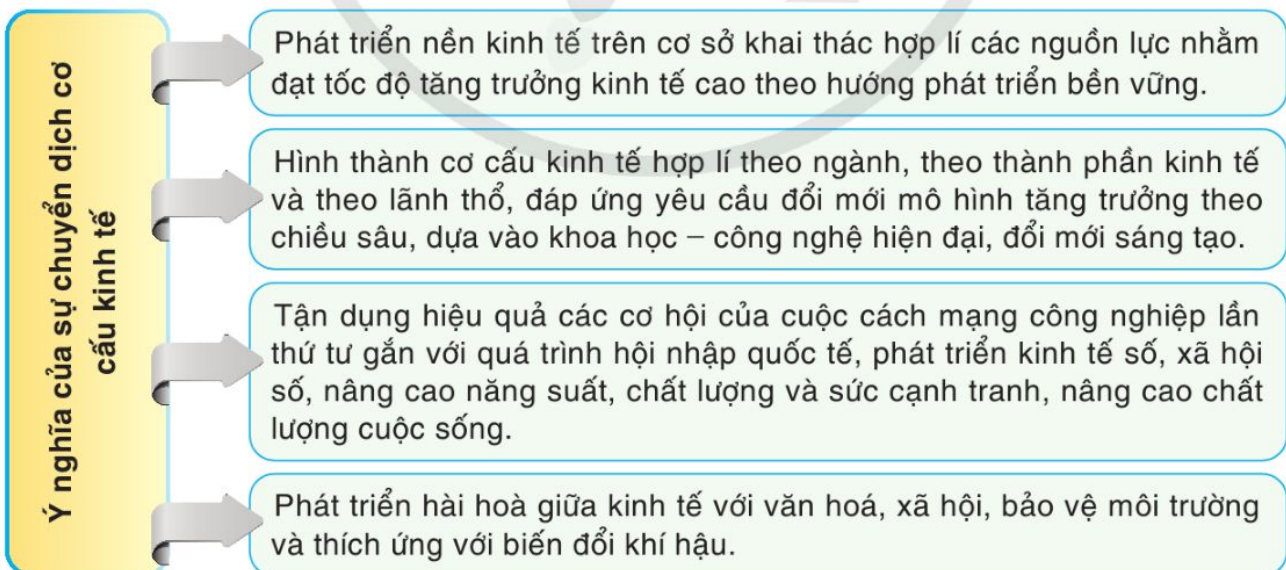 Ý nghĩa của sự chuyển dịch cơ
cấu kinh tế
Phát triển nền kinh tế trên cơ sở khai thác hợp lí các nguồn lực nhằm
đạt tốc độ tăng trưởng kinh tế cao theo hướng phát triển bền vững.
Hình thành cơ cấu kinh tế hợp lí theo ngành, theo thành phần kinh tế
và theo lãnh thổ, đáp ứng yêu cầu đổi mới mô hình tăng trưởng theo
chiều sâu, dựa vào khoa học – công nghệ hiện đại, đổi mới sáng tạo.
Tận dụng hiệu quả các cơ hội của cuộc cách mạng công nghiệp lần
thứ tư gắn với quá trình hội nhập quốc tế, phát triển kinh tế số, xã hội
số, nâng cao năng suất, chất lượng và sức cạnh tranh, nâng cao chất
lượng cuộc sống.
Phát triển hài hoà giữa kinh tế với văn hoá, xã hội, bảo vệ môi trường
và thích ứng với biến đổi khí hậu.